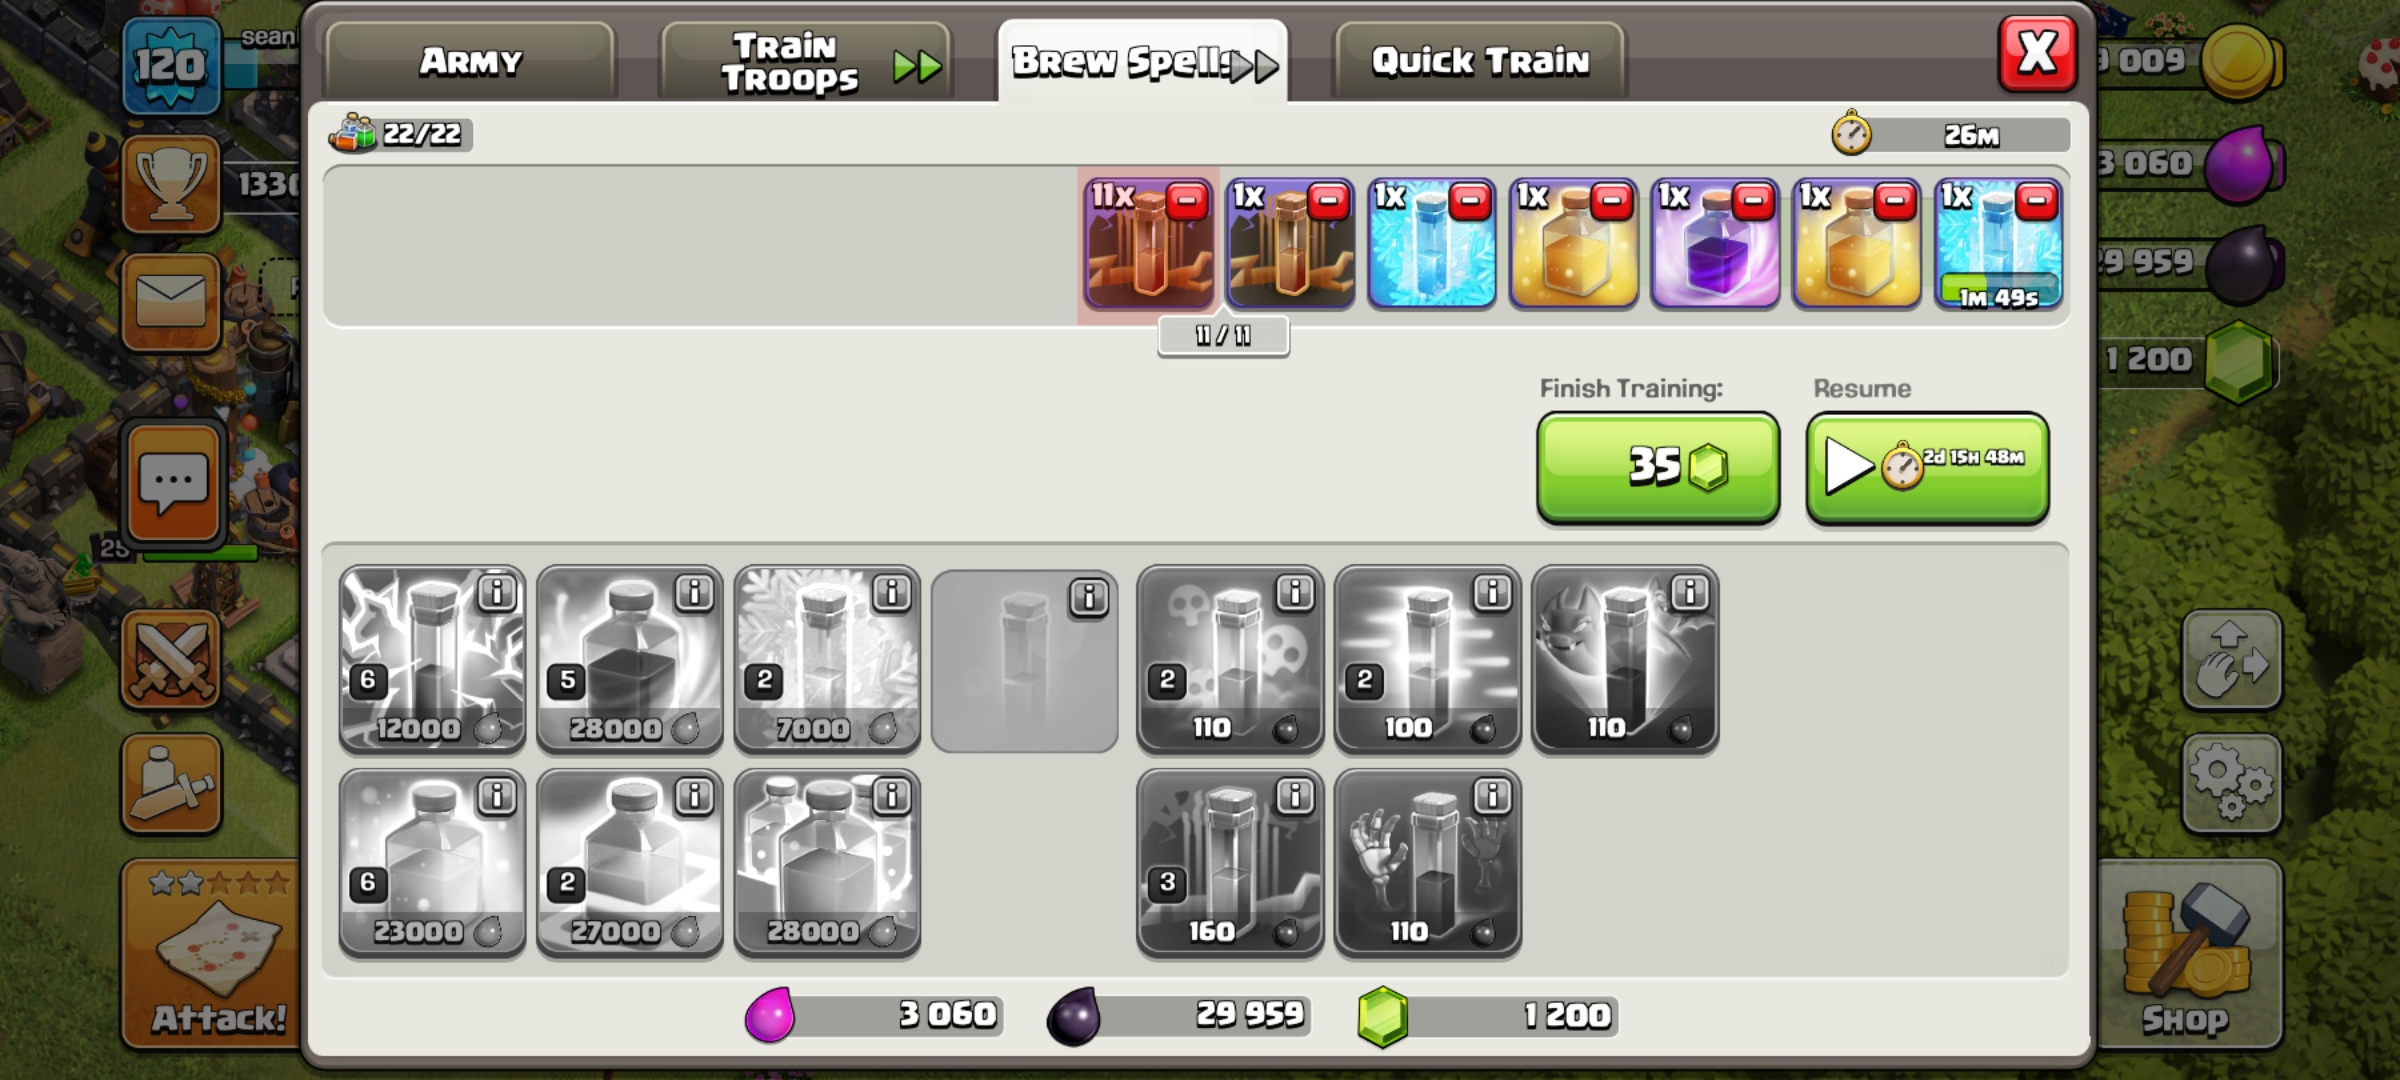 120
sean
Army
Train
Troops
Brew Spells
Quick Train
X
009
22/22
26m
3 060
1330
11x
1x
1x
1x
1x
1x
1x
1m 49s
9 959
11 / 11
1 200
Finish Training:
Resume
35
2d 15h 48m
25
i
i
i
i
i
i
i
6
5
2
2
2
12000
28000
7000
110
100
110
i
i
i
i
i
6
2
3
23000
27000
28000
160
110
Attack!
3 060
29 959
1 200
Shop